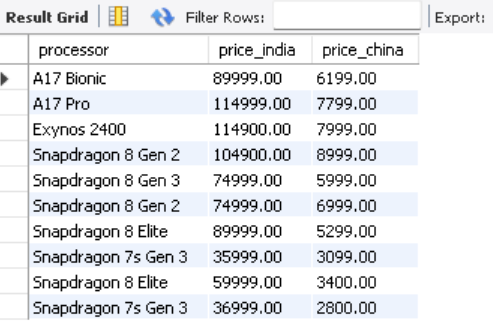 Result Grid Filter Rows: Export:
processor price_india price_china
A17 Bionic 89999.00 6199.00
A17 Pro 114999.00 7799.00
Exynos 2400 114900.00 7999.00
Snapdragon 8 Gen 2 104900.00 8999.00
Snapdragon 8 Gen 3 74999.00 5999.00
Snapdragon 8 Gen 2 74999.00 6999.00
Snapdragon 8 Elite 89999.00 5299.00
Snapdragon 7s Gen 3 35999.00 3099.00
Snapdragon 8 Elite 59999.00 3400.00
Snapdragon 7s Gen 3 36999.00 2800.00